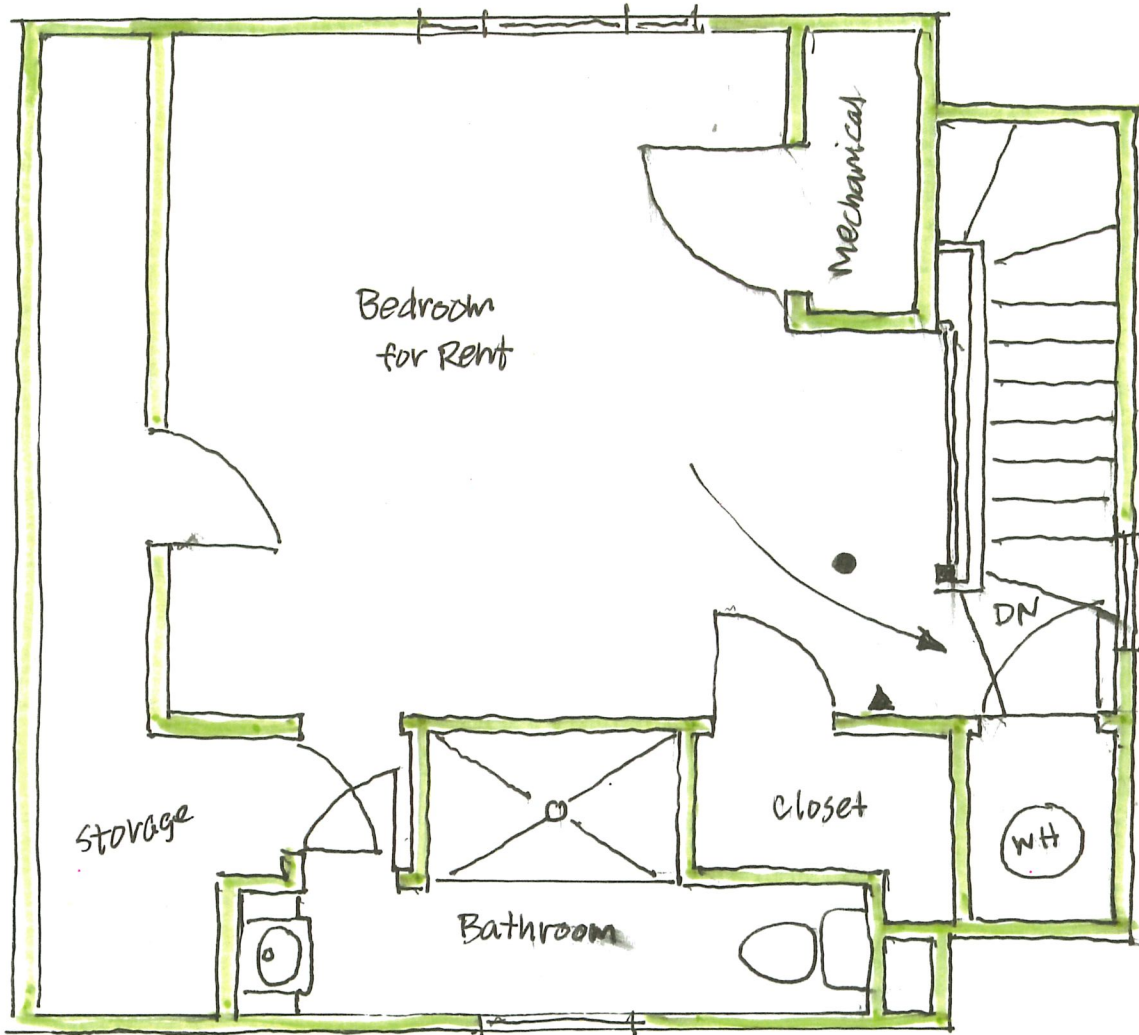 Mechanical
Bedroom
for Rent
DN
Storage
closet
WH
Bathroom